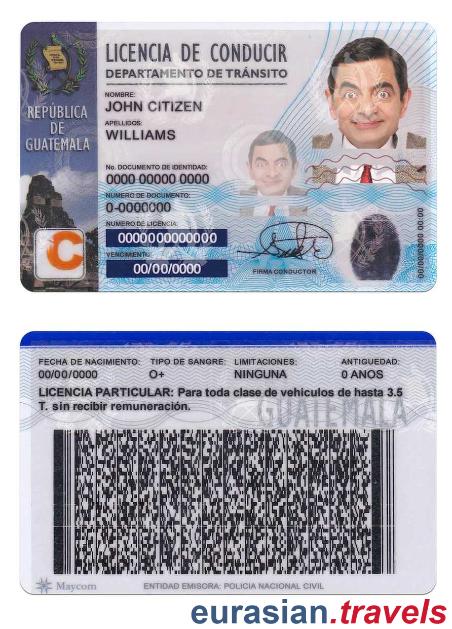 LICENCIA DE CONDUCIR
DEPARTAMENTO DE TRÁNSITO
REPÚBLICA
DE
GUATEMALA
NOMBRE:
JOHN CITIZEN
APELLIDOS:
WILLIAMS
No. DOCUMENTO DE IDENTIDAD:
0000 00000 0000
NUMERO DE DOCUMENTO:
0-0000000
NUMERO DE LICENCIA:
0000000000000
VENCIMIENTO:
00/00/0000
C
FIRMA CONDUCTOR
00/00/0000 00:00
FECHA DE NACIMIENTO: TIPO DE SANGRE: LIMITACIONES: ANTIGUEDAD:
00/00/0000 O+ NINGUNA 0 AÑOS
LICENCIA PARTICULAR: Para toda clase de vehículos de hasta 3.5
T. sin recibir remuneración.
GUATEMALA
Maycom
ENTIDAD EMISORA: POLICIA NACIONAL CIVIL
eurasian.travels